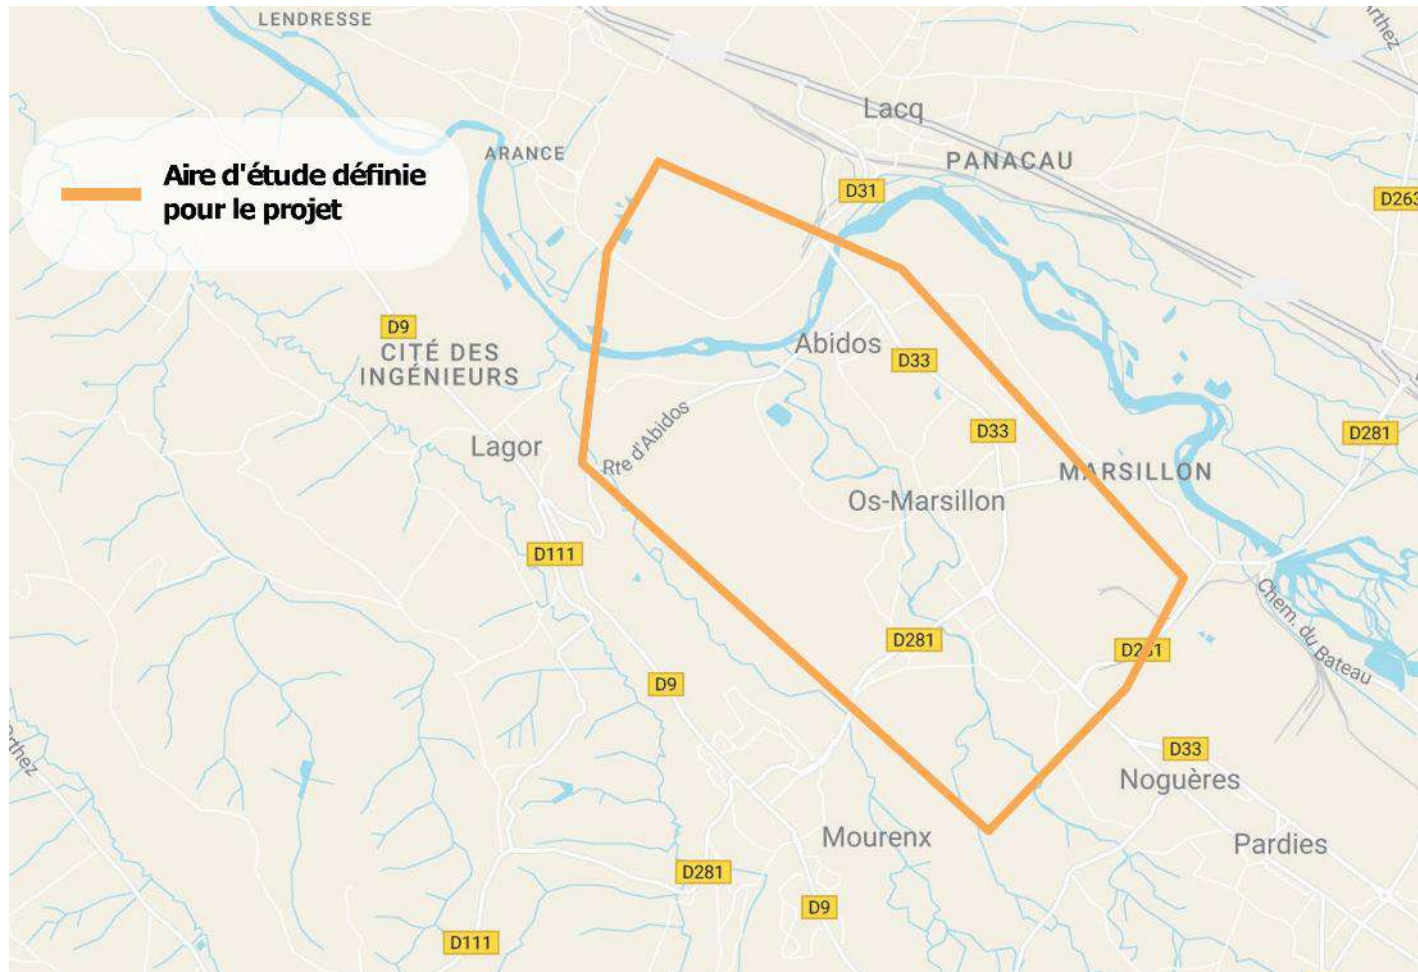 LENDRESSE
Arthez
Lacq
ARANCE
PANACAU
Aire d'étude définie
pour le projet
D31
D263
D9
CITÉ DES
INGÉNIEURS
Abidos
D33
Rte d'Abidos
D33
D281
Lagor
MARSILLON
Os-Marsillon
D111
Chem. du Bateau
D281
D281
D9
D33
Noguères
Mourenx
Pardies
D281
D9
D111